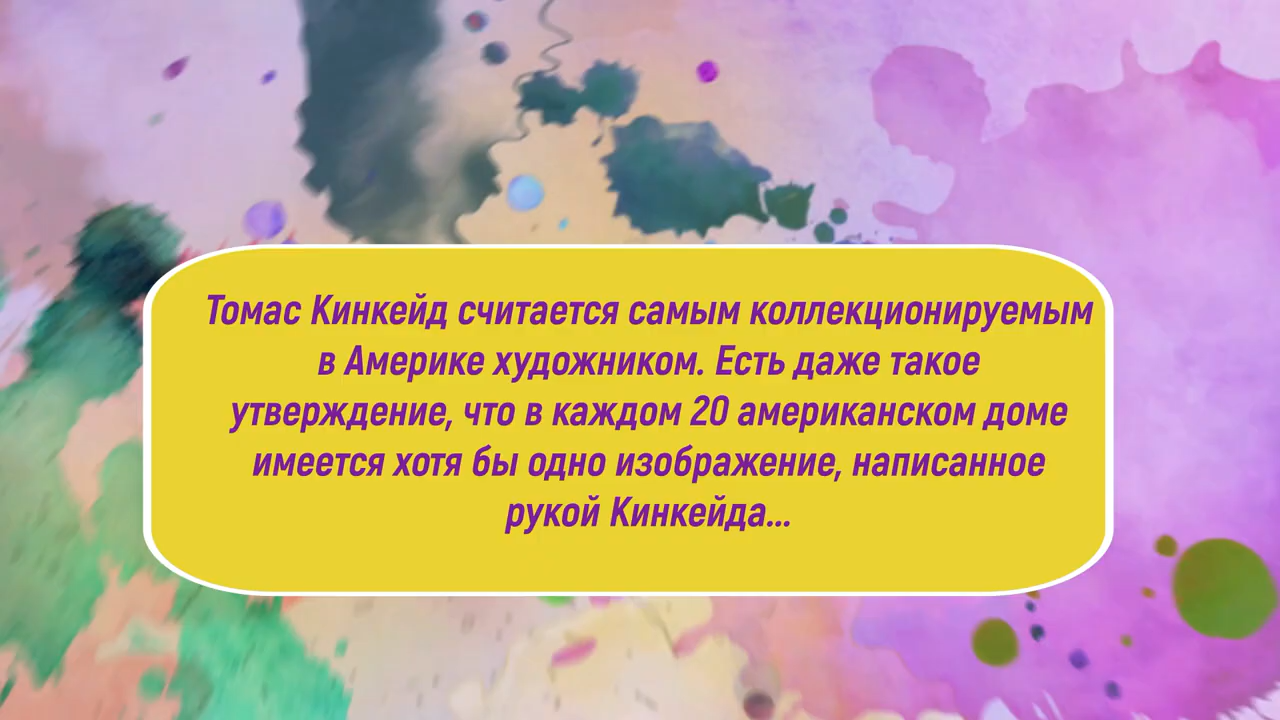 Томас Кинкейд считается самым коллекционируемым
в Америке художником. Есть даже такое
утверждение, что в каждом 20 американском доме
имеется хотя бы одно изображение, написанное
рукой Кинкейда...